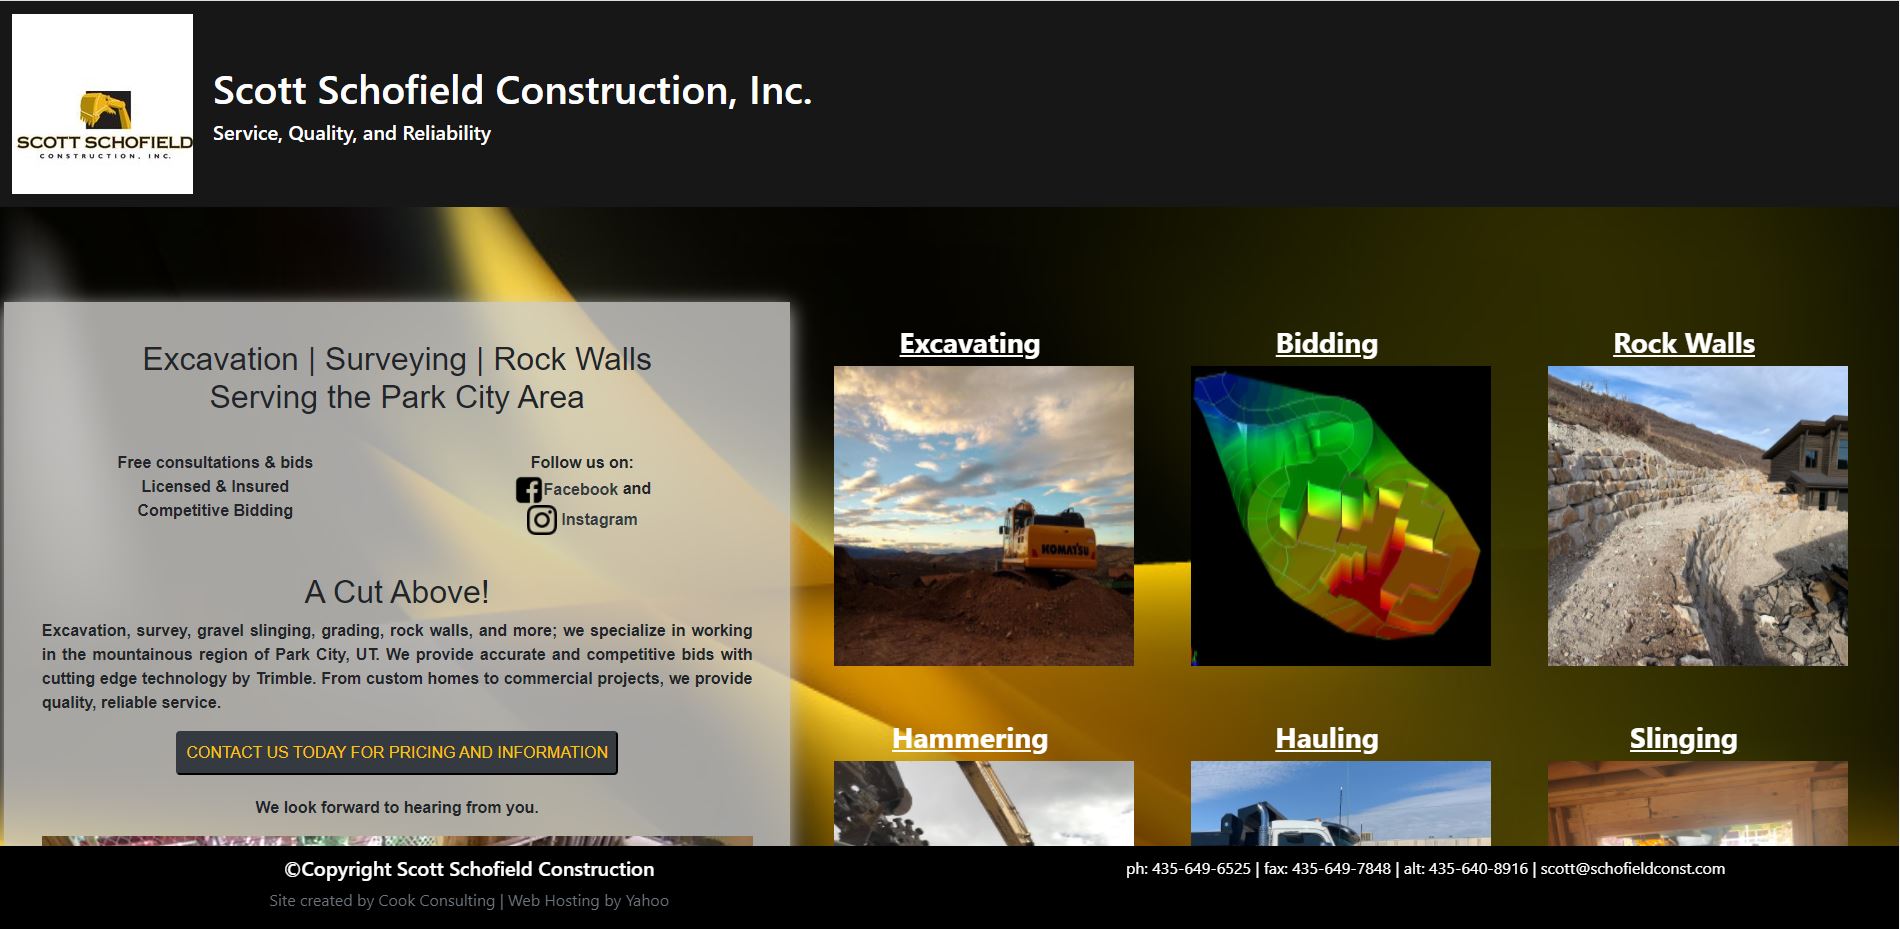 SCOTT SCHOFIELD
CONSTRUCTION, INC.
Scott Schofield Construction, Inc.
Service, Quality, and Reliability
Excavation | Surveying | Rock Walls
Serving the Park City Area
Free consultations & bids
Licensed & Insured
Competitive Bidding
Follow us on:
Facebook and
Instagram
A Cut Above!
Excavation, survey, gravel slinging, grading, rock walls, and more; we specialize in working
in the mountainous region of Park City, UT. We provide accurate and competitive bids with
cutting edge technology by Trimble. From custom homes to commercial projects, we provide
quality, reliable service.
CONTACT US TODAY FOR PRICING AND INFORMATION
We look forward to hearing from you.
Excavating
KOMATSU
Bidding
Rock Walls
Hammering
Hauling
Slinging
©Copyright Scott Schofield Construction
Site created by Cook Consulting | Web Hosting by Yahoo
ph: 435-649-6525 | fax: 435-649-7848 | alt: 435-640-8916 | scott@schofieldconst.com